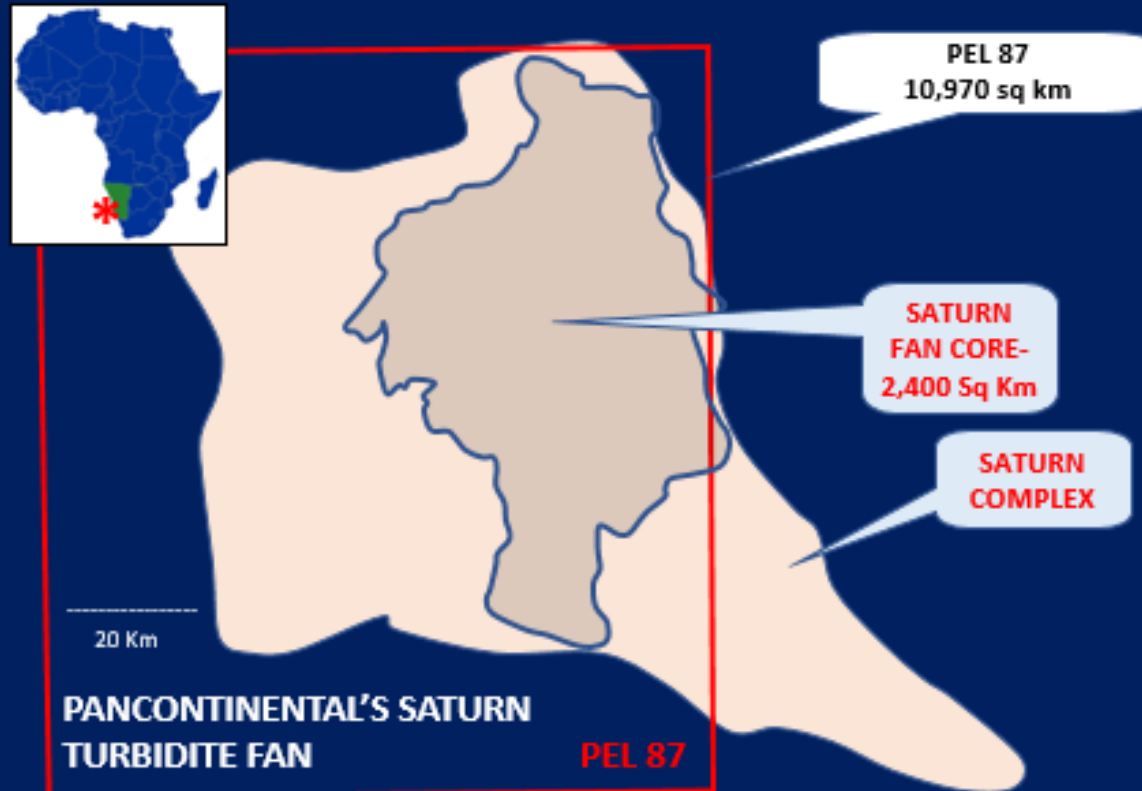 PEL 87
10,970 sq km
SATURN
FAN CORE-
2,400 Sq Km
SATURN
COMPLEX
20 Km
PANCONTINENTAL'S SATURN
TURBIDITE FAN
PEL 87